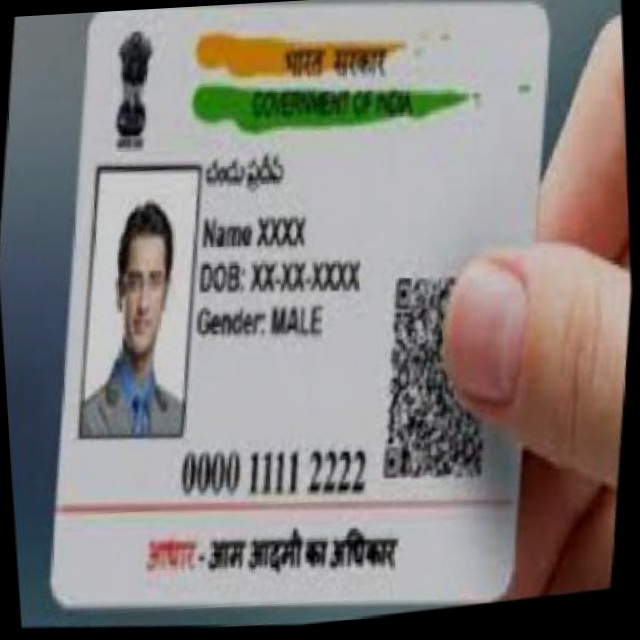 भारत सरकार
GOVERNMENT OF INDIA
చందు ప్రదీప
Name XXXX
DOB: XX-XX-XXXX
Gender: MALE
0000 1111 2222
आधार - आम आदमी का अधिकार